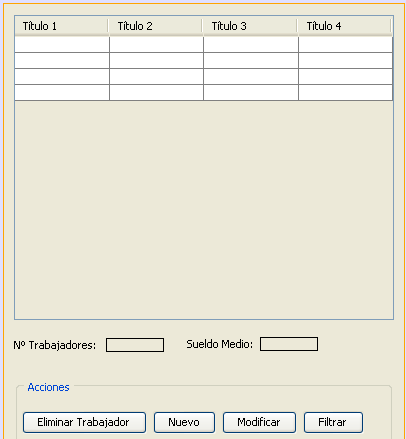 Título 1 Título 2 Título 3 Título 4
Nº Trabajadores: Sueldo Medio:
Acciones
Eliminar Trabajador Nuevo Modificar Filtrar